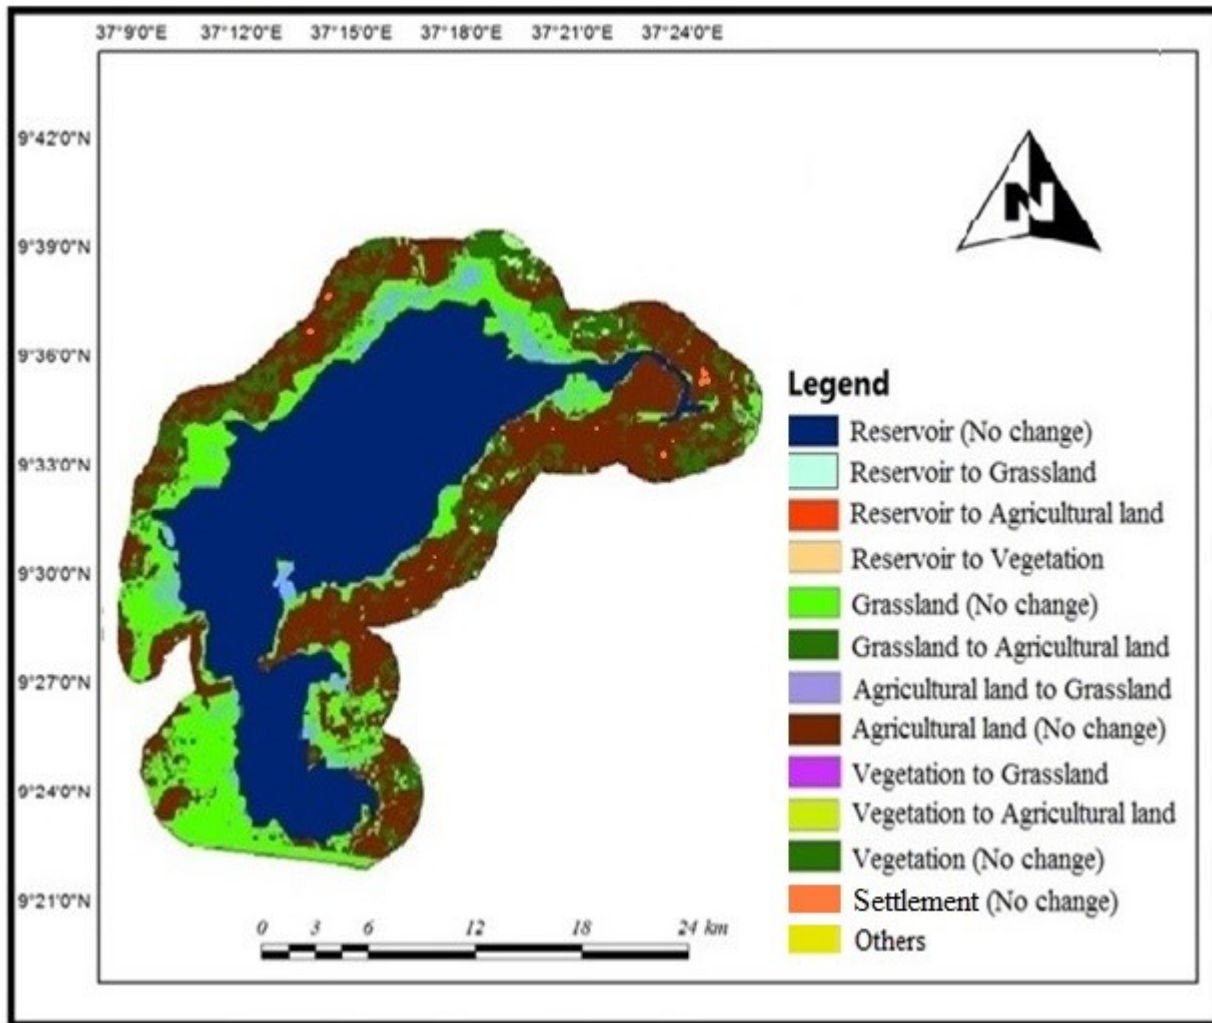 37°9'0"E 37°12'0"E 37°15'0"E 37°18'0"E 37°21'0"E 37°24'0"E
9°42'0"N
N
9°39'0"N
9°36'0"N
9°33'0"N
9°30'0"N
9°27'0"N
9°24'0"N
9°21'0"N
Legend
Reservoir (No change)
Reservoir to Grassland
Reservoir to Agricultural land
Reservoir to Vegetation
Grassland (No change)
Grassland to Agricultural land
Agricultural land to Grassland
Agricultural land (No change)
Vegetation to Grassland
Vegetation to Agricultural land
Vegetation (No change)
Settlement (No change)
Others
0 3 6 12 18 24 km